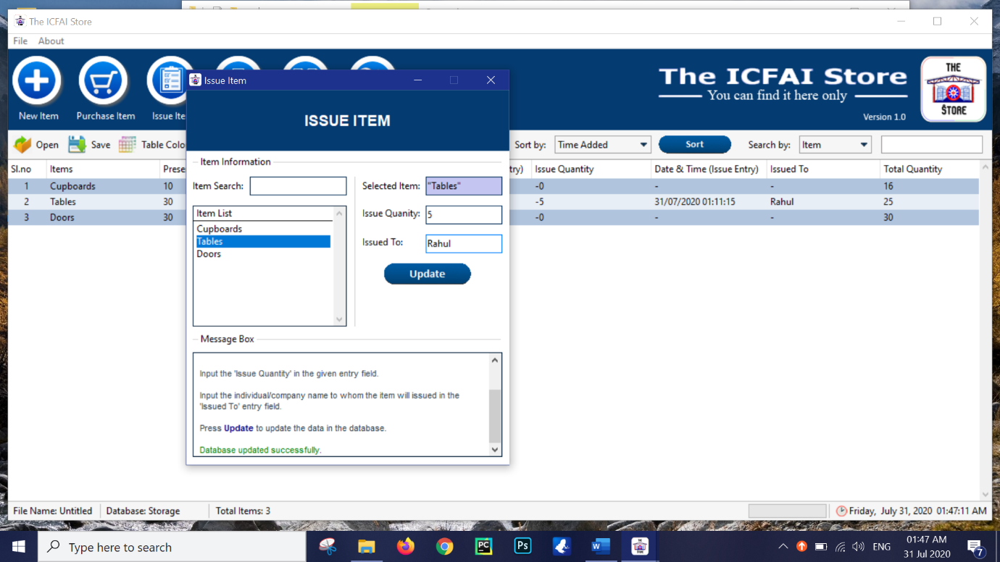 The ICFAI Store
File About
Issue Item
The ICFAI Store
You can find it here only
Version 1.0
THE
STORE
New Item Purchase Item Issue Ite
ISSUE ITEM
Open Save Table Colo
Sort by: Time Added Sort Search by: Item
Sl.no Items Prese
try) Issue Quantity Date & Time (Issue Entry) Issued To Total Quantity
1 Cupboards 10 -0 - - 16
2 Tables 30 -5 31/07/2020 01:11:15 Rahul 25
3 Doors 30 -0 - - 30
Item Information
Item Search:
Selected Item: "Tables"
Item List
Cupboards
Tables
Doors
Issue Quanity: 5
Issued To: Rahul
Update
Message Box
Input the 'Issue Quantity' in the given entry field.
Input the individual/company name to whom the item will issued in the
'Issued To' entry field.
Press Update to update the data in the database.
Database updated successfully.
File Name: Untitled Database: Storage Total Items: 3 Friday, July 31, 2020 01:47:11 AM
Type here to search
PC
Ps
W
THE
STORE
ENG
01:47 AM
31 Jul 2020
7